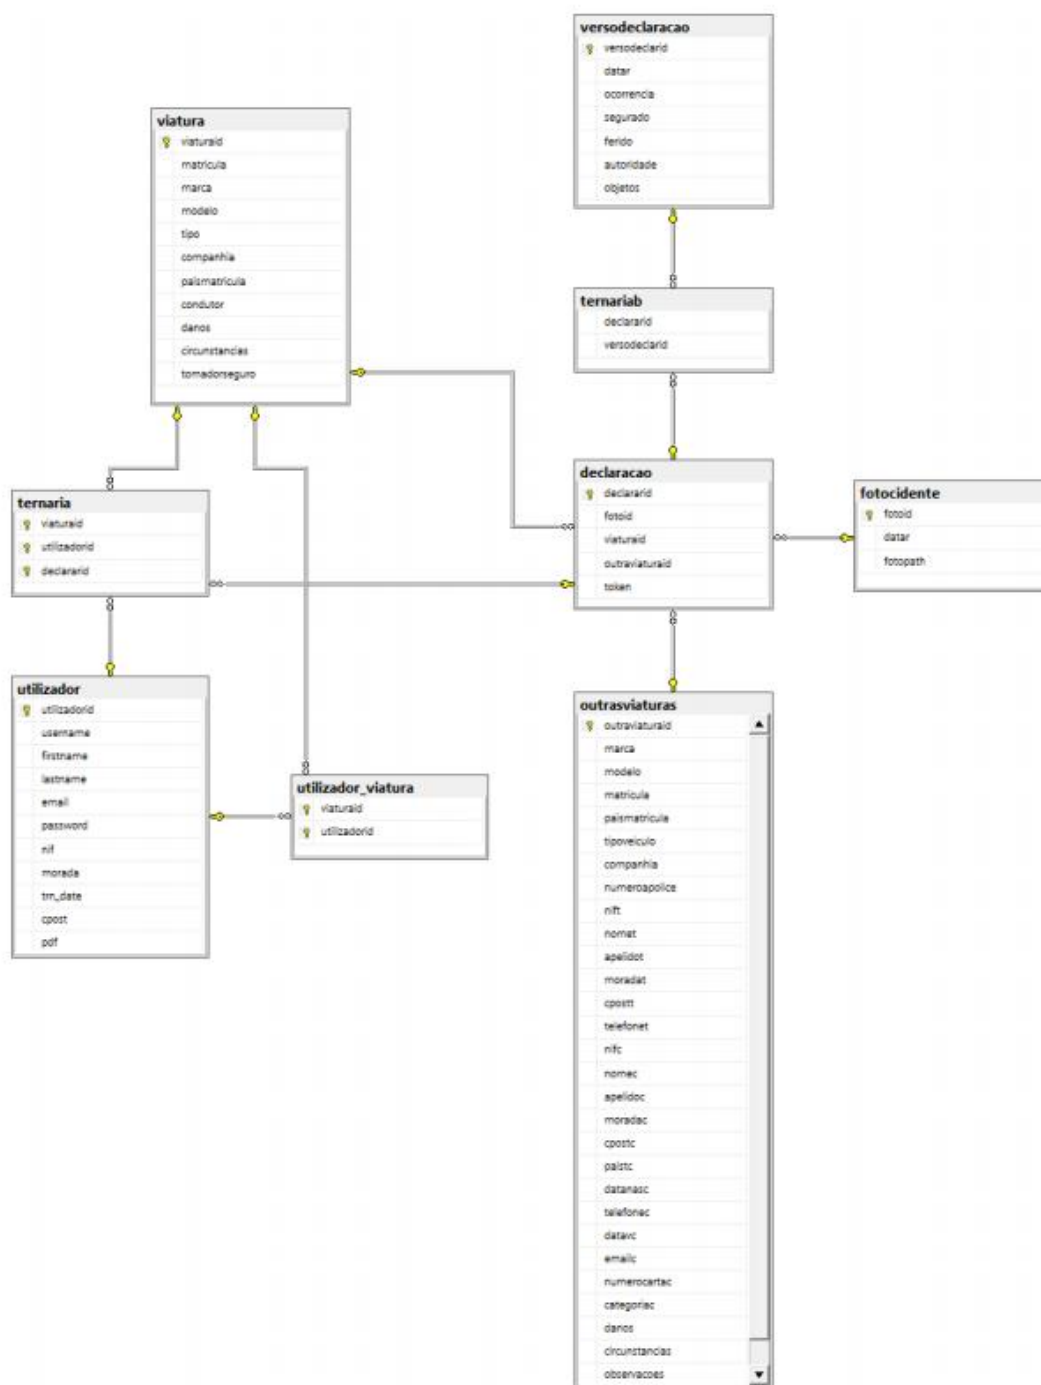 versodeclaracao
versodeclarid
datar
ocorrencia
segurado
ferido
autoridade
objetos
viatura
viaturaid
matricula
marca
modelo
tipo
companhia
paismatricula
condutor
danos
circunstancias
tomadorseguro
ternariab
declararid
versodeclarid
declaracao
declararid
fotoid
viaturaid
outraviaturaid
token
fotocidente
fotoid
datar
fotopath
ternaria
viaturaid
utilizadorid
declararid
utilizador
utilizadorid
username
firstname
lastname
email
password
nif
morada
trn_date
cpost
pdf
utilizador_viatura
viaturaid
utilizadorid
outrasviaturas
outraviaturaid
marca
modelo
matricula
paismatricula
tipoveiculo
companhia
numeroapolice
nift
nomet
apelidot
moradat
cpostt
telefonet
nifc
nomec
apelidoc
moradac
cpostc
paistc
datanasc
telefonec
datavc
emailc
numerocartac
categoriac
danos
circunstancias
observacoes